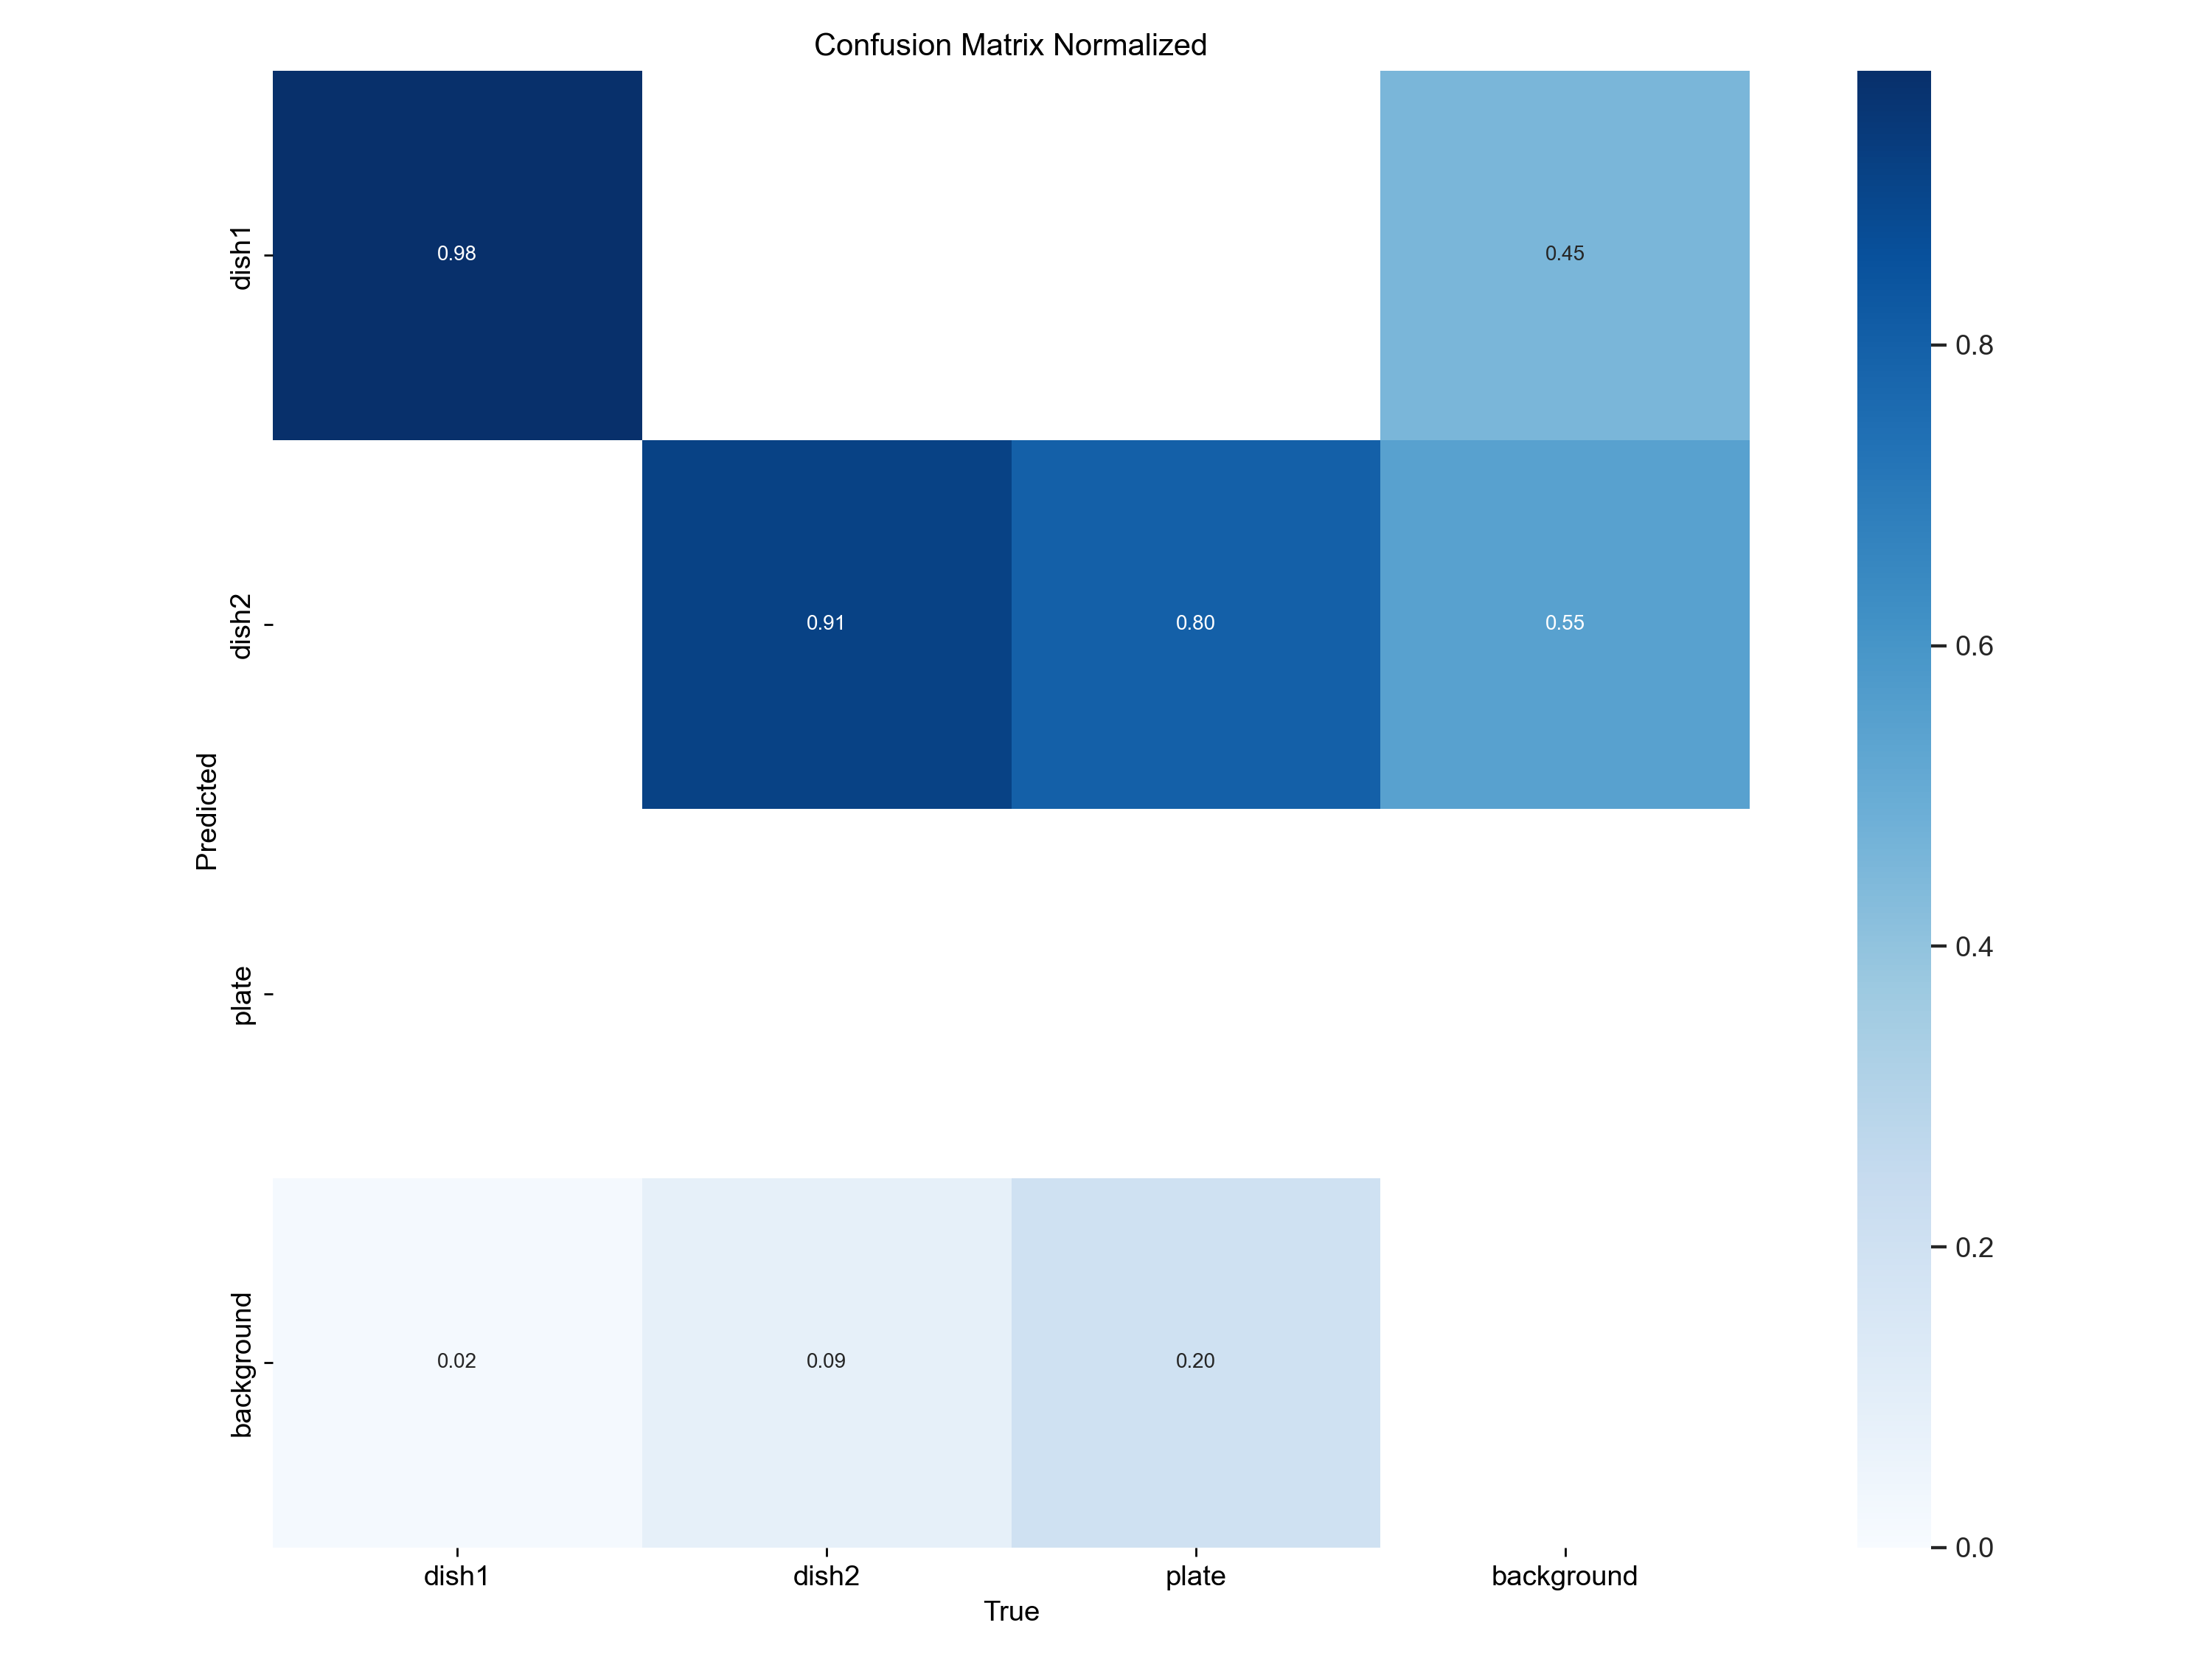 Confusion Matrix Normalized
dish1
0.98
0.45
dish2
0.91
0.80
0.55
plate
background
0.02
0.09
0.20
Predicted
dish1
dish2
plate
background
True
0.8
0.6
0.4
0.2
0.0